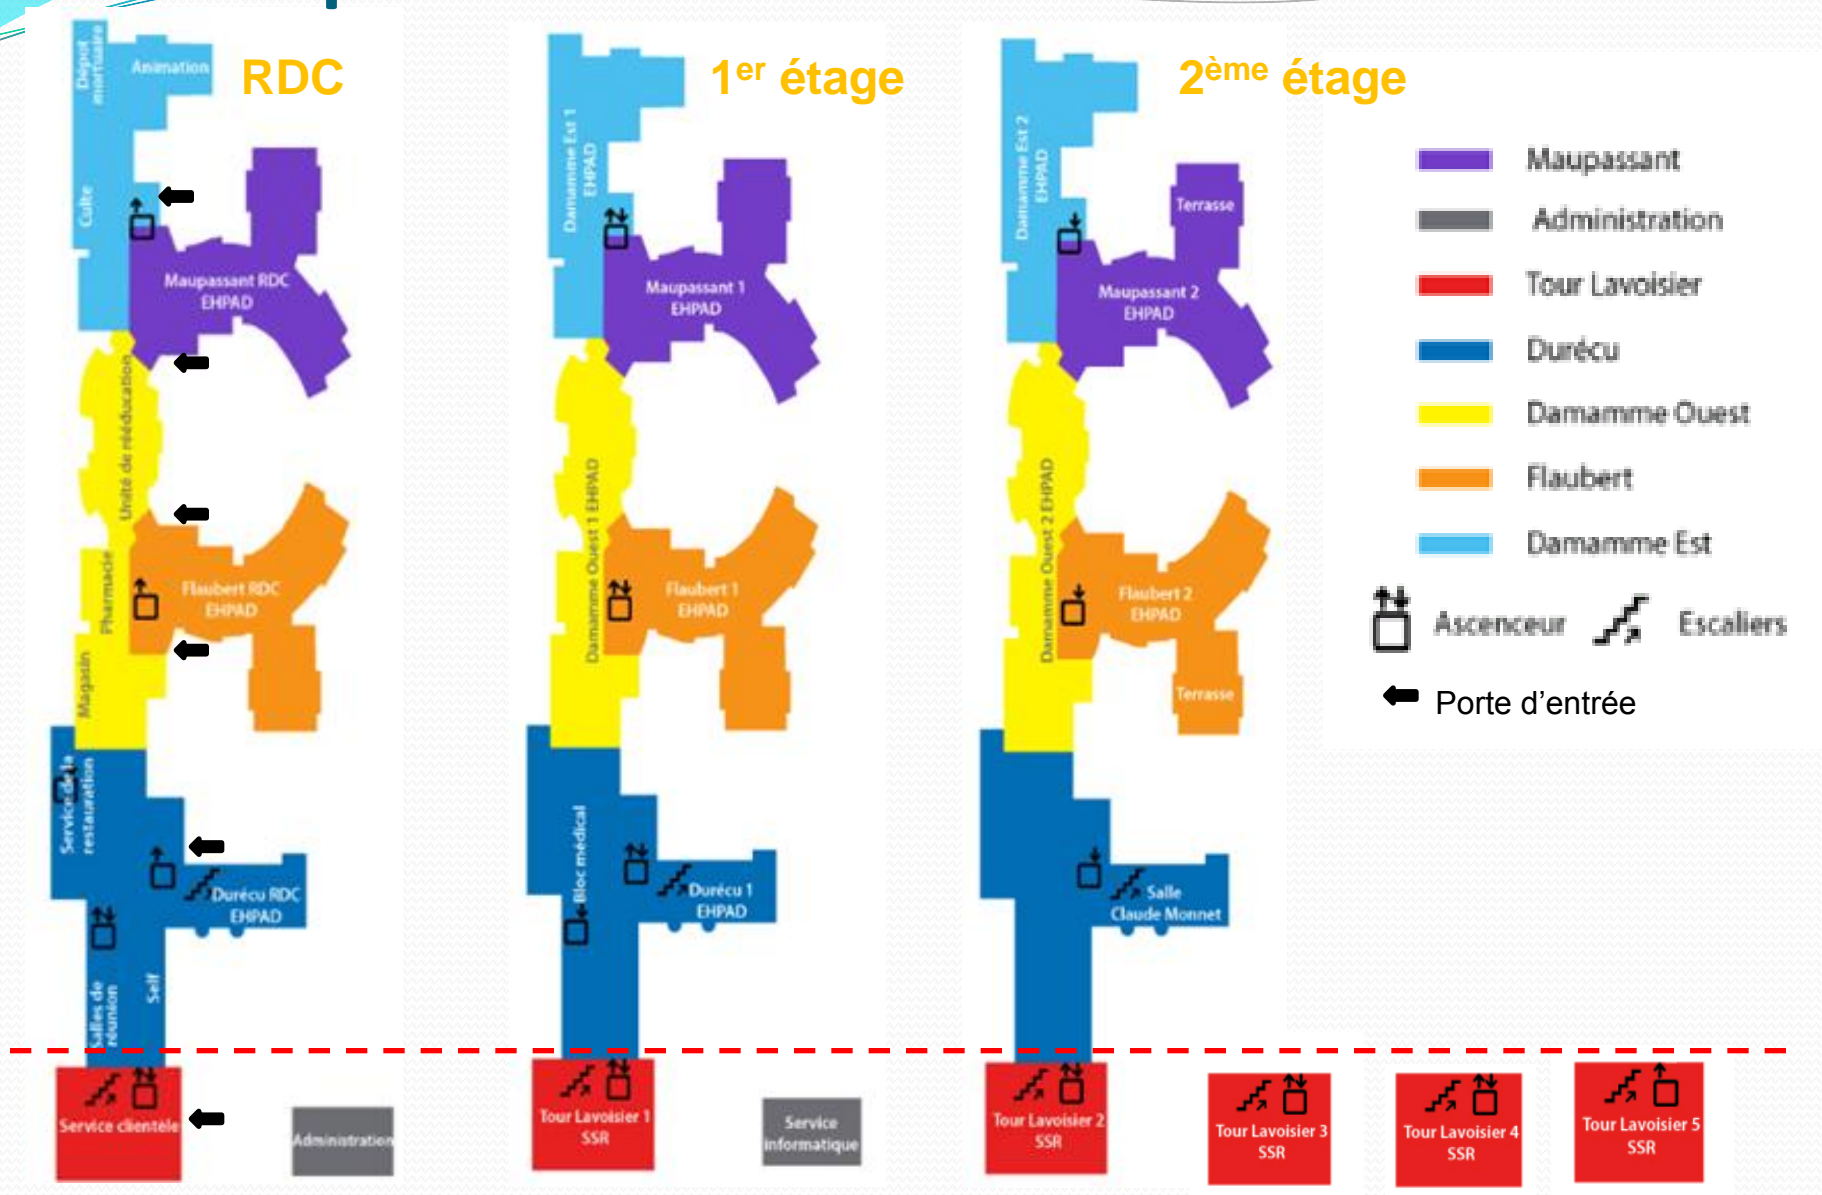 RDC
Dépot
mortuaire
Animation
Culte
Maupassant RDC
EHPAD
Unité de rééducation
Pharmacie
Flaubert RDC
EHPAD
Magasin
Service de la
restauration
Durécu RDC
EHPAD
Salles de
réunion
Self
Service clientèle
Administration
1er étage
Damamme Est 1
EHPAD
Maupassant 1
EHPAD
Damamme Ouest 1 EHPAD
Flaubert 1
EHPAD
Bloc médical
Durécu 1
EHPAD
Tour Lavoisier 1
SSR
Service
informatique
2ème étage
Damamme Est 2
EHPAD
Terrasse
Maupassant 2
EHPAD
Damamme Ouest 2 EHPAD
Flaubert 2
EHPAD
Terrasse
Salle
Claude Monnet
Tour Lavoisier 2
SSR
Tour Lavoisier 3
SSR
Tour Lavoisier 4
SSR
Tour Lavoisier 5
SSR
Maupassant
Administration
Tour Lavoisier
Durécu
Damamme Ouest
Flaubert
Damamme Est
Ascenceur
Escaliers
Porte d'entrée